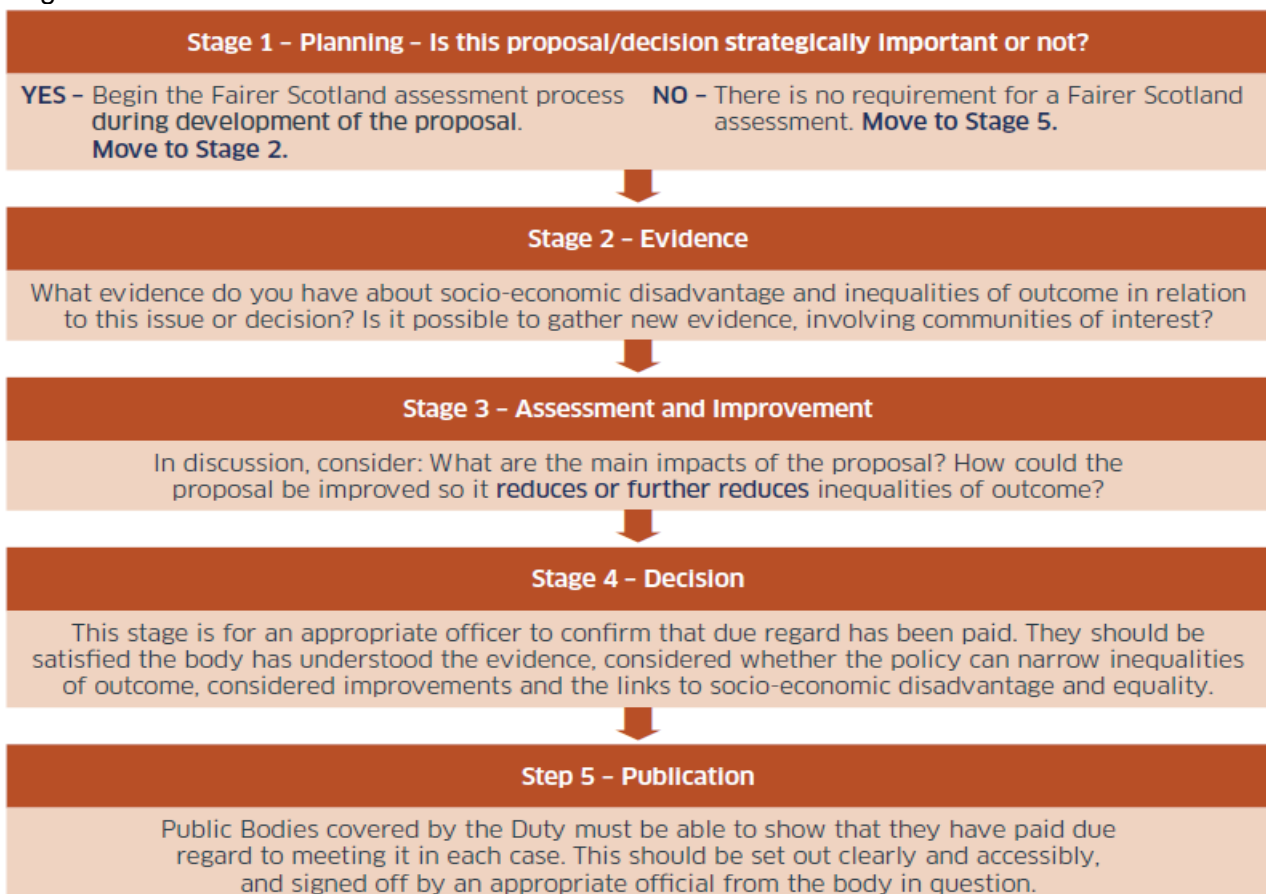 Stage 1 – Planning – Is this proposal/decision strategically important or not?
YES – Begin the Fairer Scotland assessment process
during development of the proposal.
Move to Stage 2.
NO – There is no requirement for a Fairer Scotland
assessment. Move to Stage 5.
Stage 2 – Evidence
What evidence do you have about socio-economic disadvantage and inequalities of outcome in relation
to this issue or decision? Is it possible to gather new evidence, involving communities of interest?
Stage 3 – Assessment and Improvement
In discussion, consider: What are the main impacts of the proposal? How could the
proposal be improved so it reduces or further reduces inequalities of outcome?
Stage 4 – Decision
This stage is for an appropriate officer to confirm that due regard has been paid. They should be
satisfied the body has understood the evidence, considered whether the policy can narrow inequalities
of outcome, considered improvements and the links to socio-economic disadvantage and equality.
Step 5 – Publication
Public Bodies covered by the Duty must be able to show that they have paid due
regard to meeting it in each case. This should be set out clearly and accessibly,
and signed off by an appropriate official from the body in question.